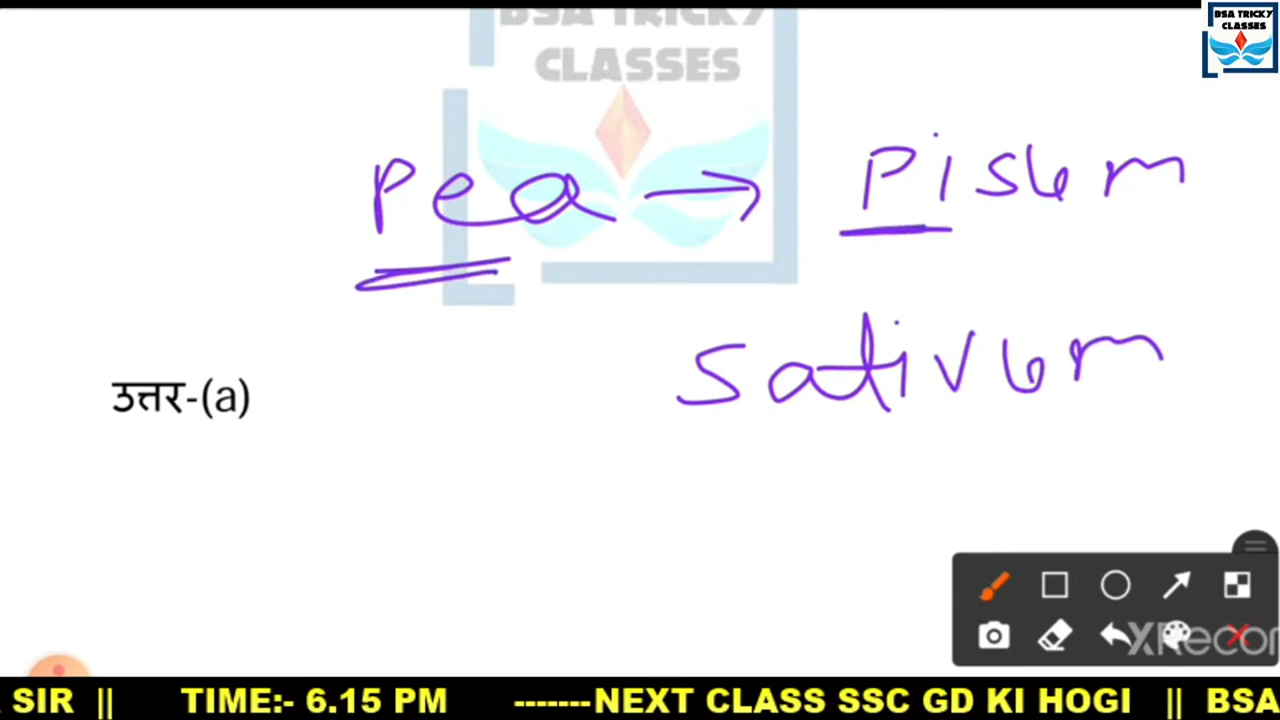 BSA TRICKY
CLASSES
BSA TRICKY
CLASSES
pea → Pisum
sativum
उत्तर-(a)
XRecor
SIR || TIME:- 6.15 PM -------NEXT CLASS SSC GD KI HOGI || BSA